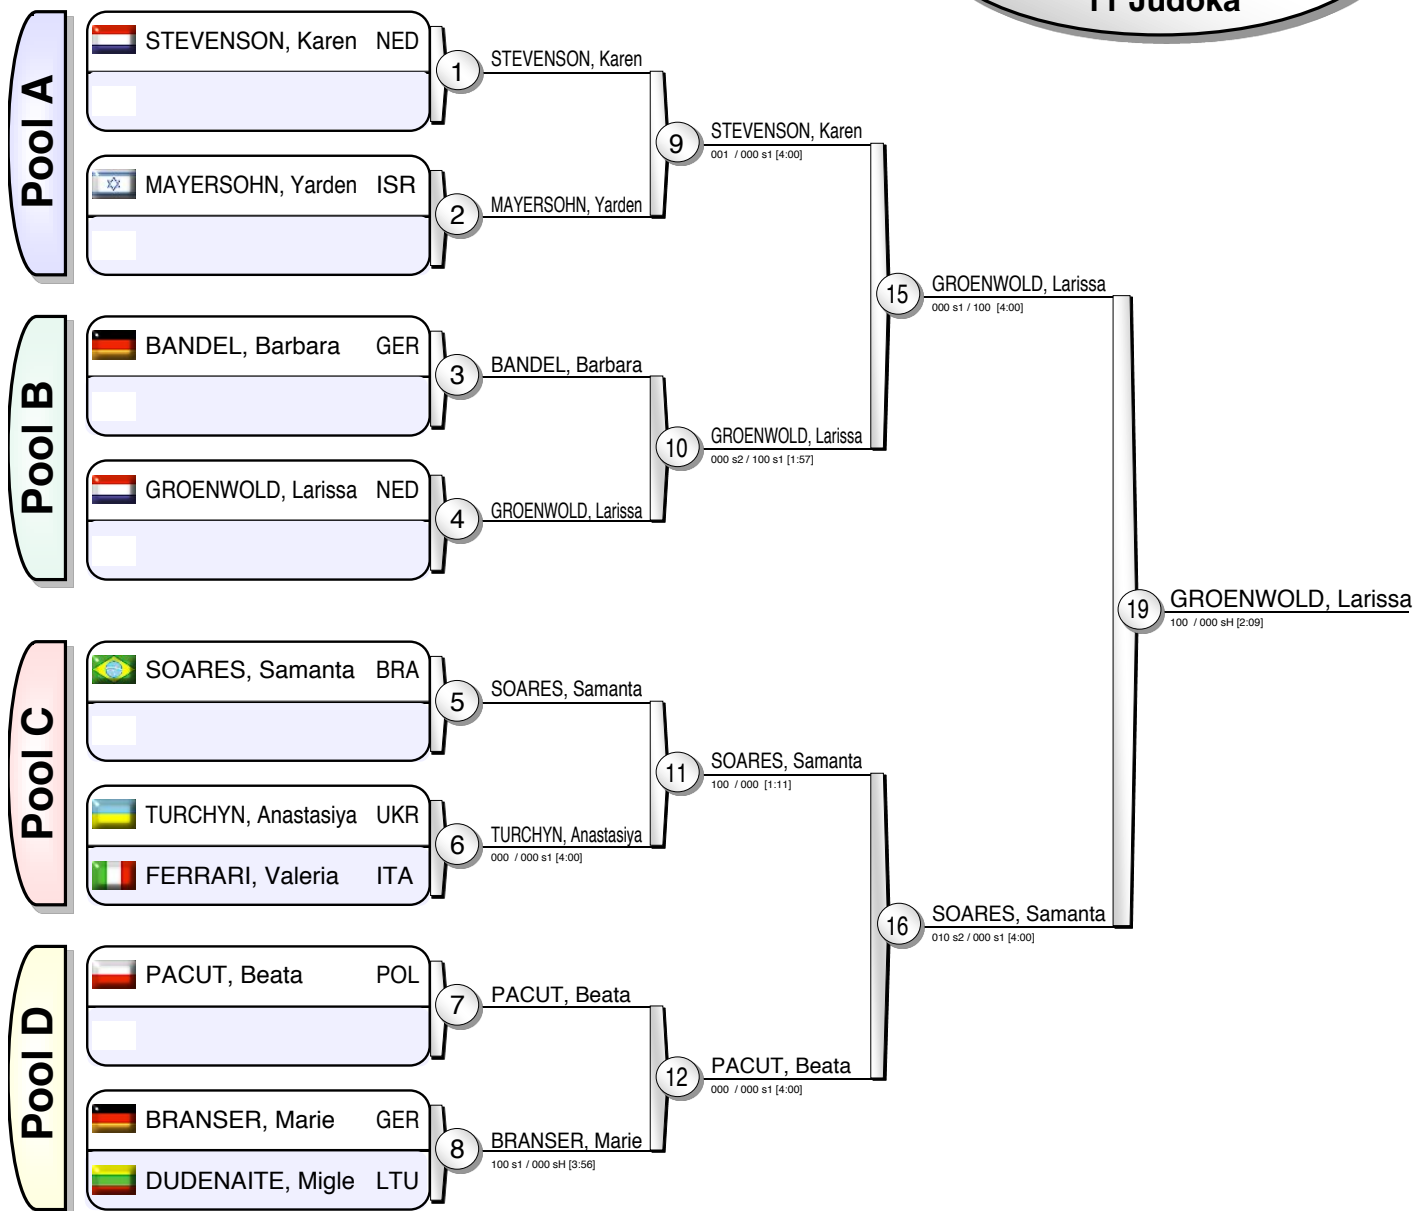 11 Judoka
Pool A
STEVENSON, Karen NED
1
STEVENSON, Karen
MAYERSOHN, Yarden ISR
2
MAYERSOHN, Yarden
9
STEVENSON, Karen
001 / 000 s1 [4:00]
Pool B
BANDEL, Barbara GER
3
BANDEL, Barbara
GROENWOLD, Larissa NED
4
GROENWOLD, Larissa
10
GROENWOLD, Larissa
000 s2 / 100 s1 [1:57]
15
GROENWOLD, Larissa
000 s1 / 100 [4:00]
Pool C
SOARES, Samanta BRA
5
SOARES, Samanta
TURCHYN, Anastasiya UKR
FERRARI, Valeria ITA
6
TURCHYN, Anastasiya
000 / 000 s1 [4:00]
11
SOARES, Samanta
100 / 000 [1:11]
Pool D
PACUT, Beata POL
7
PACUT, Beata
BRANSER, Marie GER
DUDENAITE, Migle LTU
8
BRANSER, Marie
100 s1 / 000 sH [3:56]
12
PACUT, Beata
000 / 000 s1 [4:00]
16
SOARES, Samanta
010 s2 / 000 s1 [4:00]
19
GROENWOLD, Larissa
100 / 000 sH [2:09]